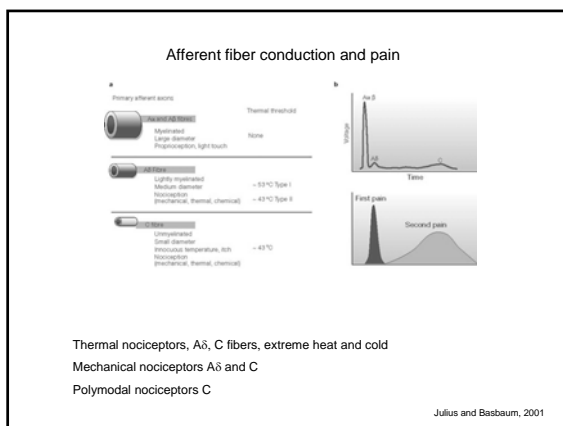 Afferent fiber conduction and pain
a
Primary afferent axons
Thermal threshold
Aα and Aβ fibres
Myelinated
Large diameter
Proprioception, light touch
None
Lightly myelinated
Medium diameter
Nociception
(mechanical, thermal, chemical)
~ 53 °C Type I
~ 43 °C Type II
C fibre
Unmyelinated
Small diameter
Innocuous temperature, itch
Nociception
(mechanical, thermal, chemical)
~ 43 °C
b
Voltage
C
Time
First pain
Second pain
Thermal nociceptors, Aδ, C fibers, extreme heat and cold
Mechanical nociceptors Aδ and C
Polymodal nociceptors C
Julius and Basbaum, 2001